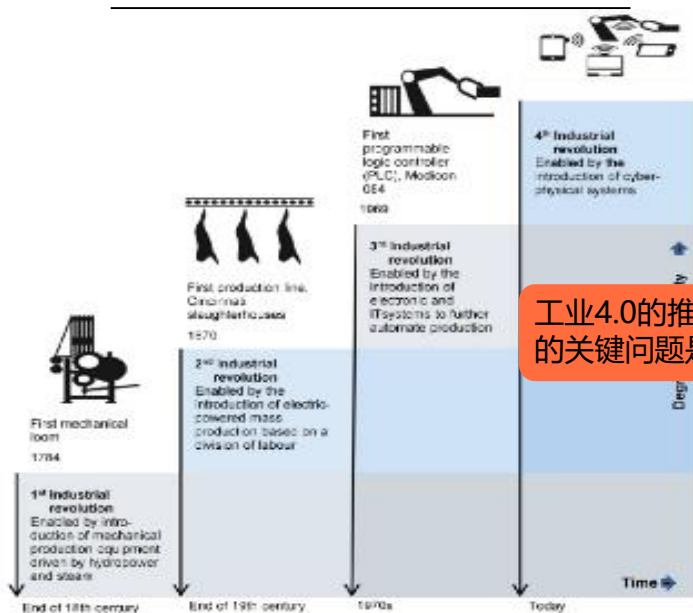 First
programmable
logic controller
(PLC), Modicon
084
1969
4th Industrial
revolution
Enabled by the
introduction of cyber-
physical systems
First production line,
Cincinnati
slaughterhouses
1870
3rd Industrial
revolution
Enabled by the
introduction of
electronic and
IT systems to further
automate production
工业4.0的推
的关键问题是
First mechanical
loom
1784
2nd Industrial
revolution
Enabled by the
introduction of electric-
powered mass
production based on a
division of labour
1st Industrial
revolution
Enabled by intro-
duction of mechanical
production equipment
driven by hydropower
and steam
Time
End of 18th century
End of 19th century
1970s
Today